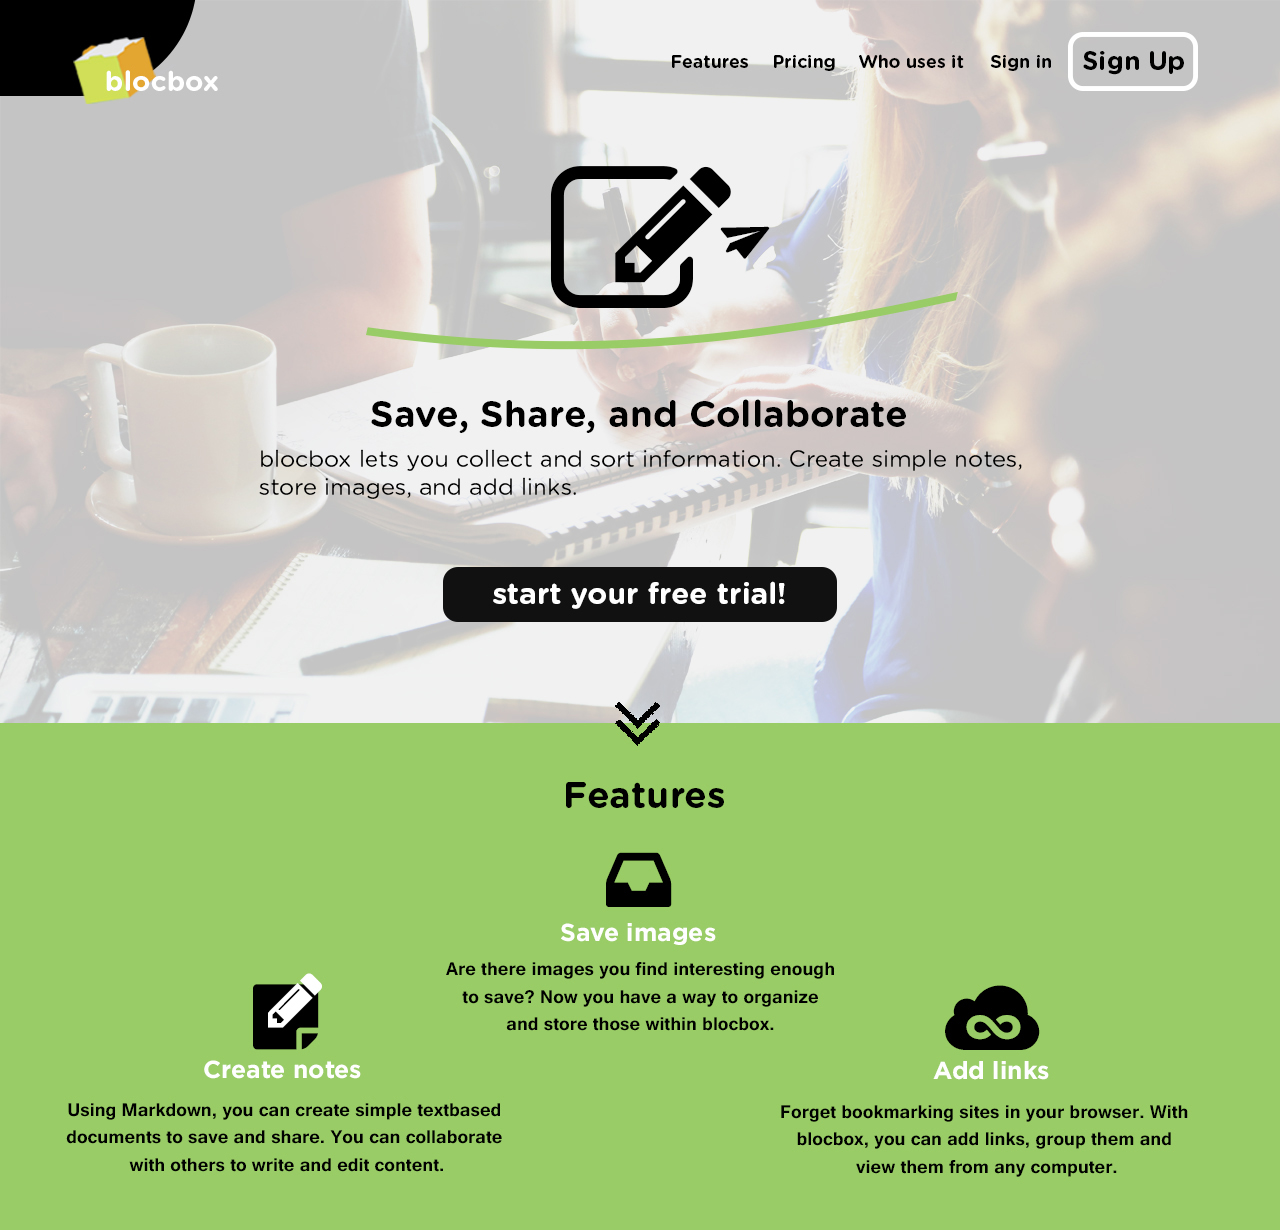 blocbox
Features Pricing Who uses it Sign in Sign Up
Save, Share, and Collaborate
blocbox lets you collect and sort information. Create simple notes,
store images, and add links.
start your free trial!
Features
Save images
Are there images you find interesting enough
to save? Now you have a way to organize
and store those within blocbox.
Create notes
Using Markdown, you can create simple textbased
documents to save and share. You can collaborate
with others to write and edit content.
Add links
Forget bookmarking sites in your browser. With
blocbox, you can add links, group them and
view them from any computer.